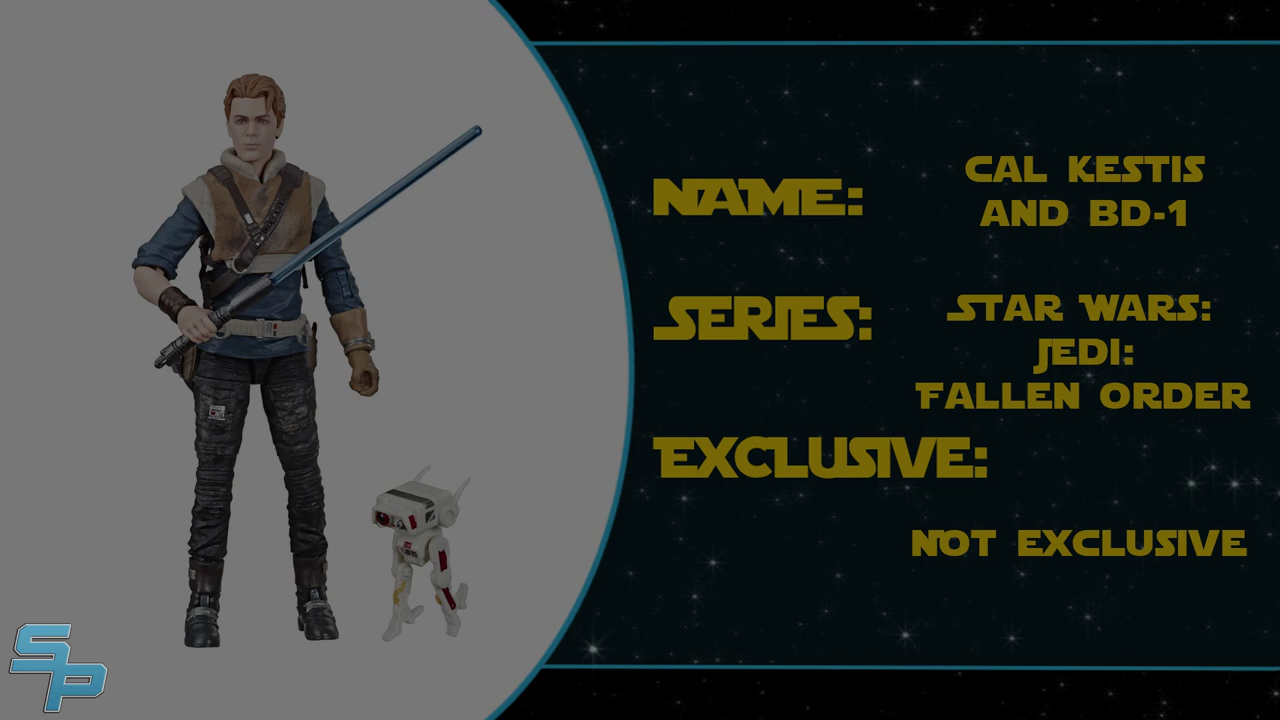 NAME:
CAL KESTIS
AND BD-1
SERIES:
STAR WARS:
JEDI:
FALLEN ORDER
EXCLUSIVE:
NOT EXCLUSIVE
SP